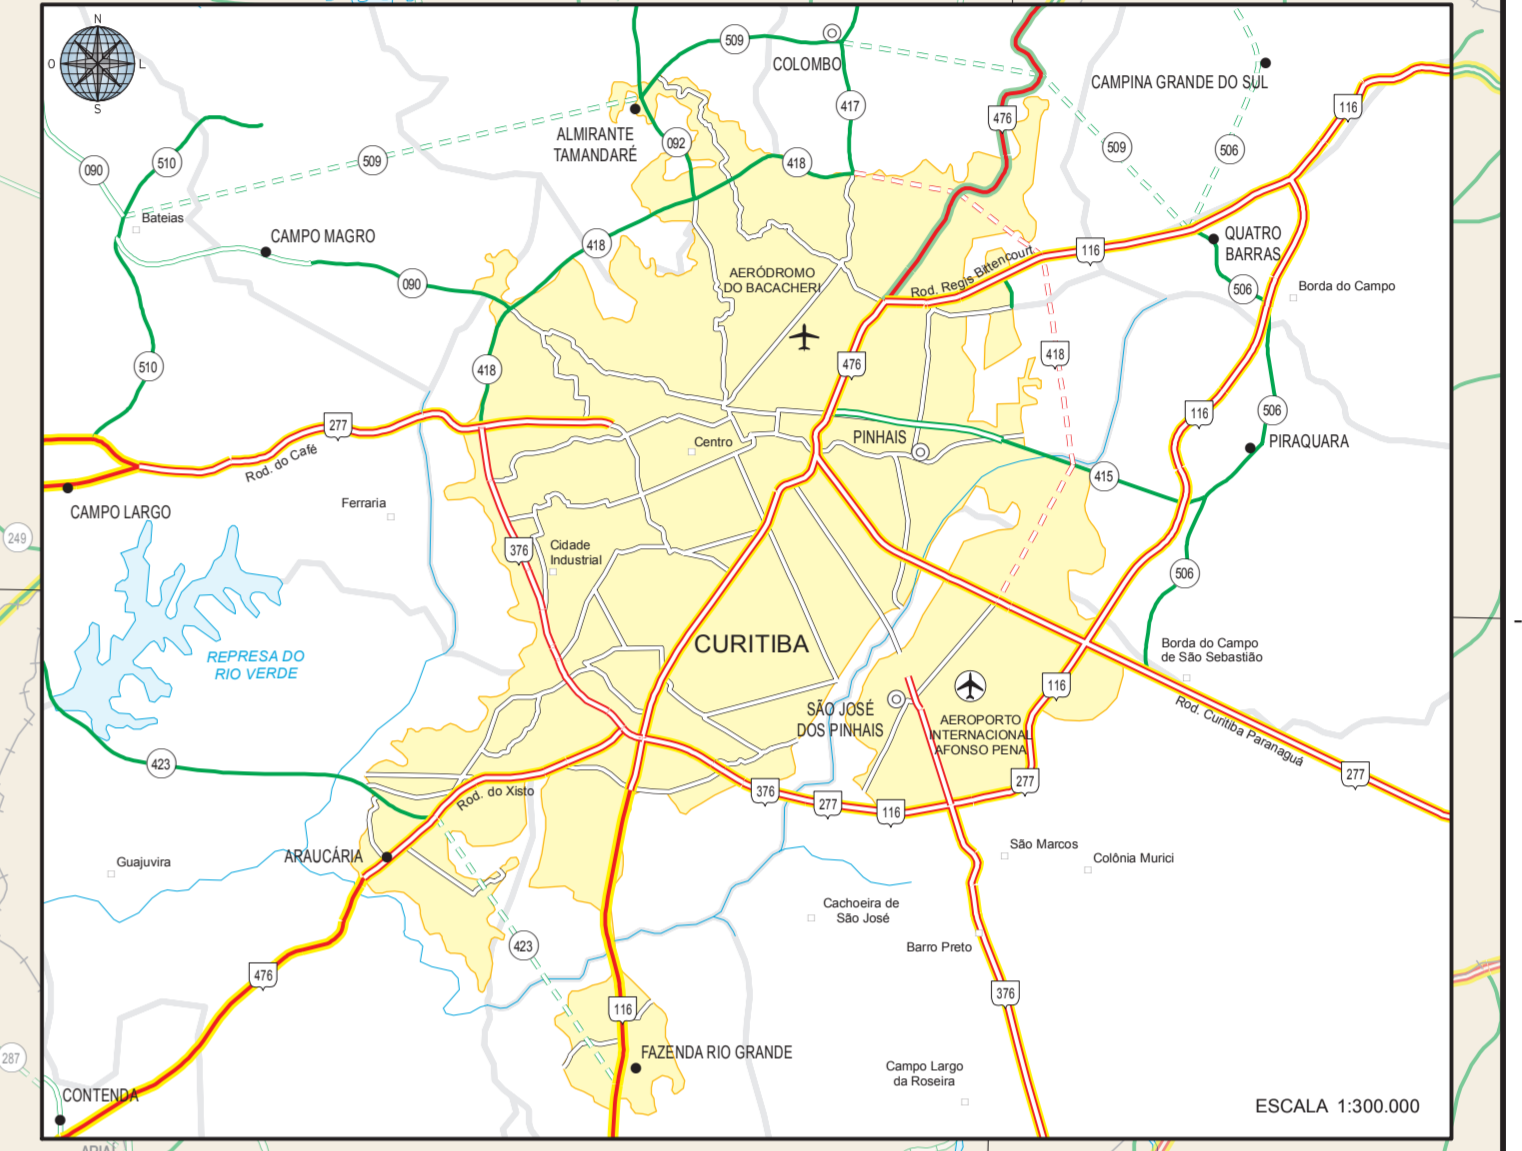 N
O
L
S
509
COLOMBO
CAMPINA GRANDE DO SUL
116
417
476
ALMIRANTE
TAMANDARÉ
092
509
506
510
090
509
418
Bateias
CAMPO MAGRO
418
QUATRO
BARRAS
116
Rod. Regis Bittencourt
AERÓDROMO
DO BACACHERI
090
506
Borda do Campo
418
476
510
418
277
116
506
Rod. do Café
Centro
PINHAIS
PIRAQUARA
415
CAMPO LARGO
Ferraria
249
376
Cidade
Industrial
506
CURITIBA
REPRESA DO
RIO VERDE
Borda do Campo
de São Sebastião
116
SÃO JOSÉ
DOS PINHAIS
AEROPORTO
INTERNACIONAL
AFONSO PENA
Rod. Curitiba Paranaguá
423
277
277
376
277
116
Rod. do Xisto
ARAUCÁRIA
Guajuvira
São Marcos
Colônia Murici
Cachoeira de
São José
423
Barro Preto
476
376
116
FAZENDA RIO GRANDE
287
Campo Largo
da Roseira
CONTENDA
ESCALA 1:300.000